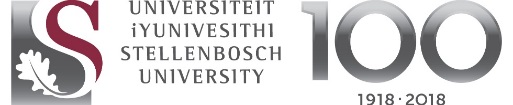 UNIVERSITEIT
iYUNIVESITHI
STELLENBOSCH
UNIVERSITY
100
1918 · 2018